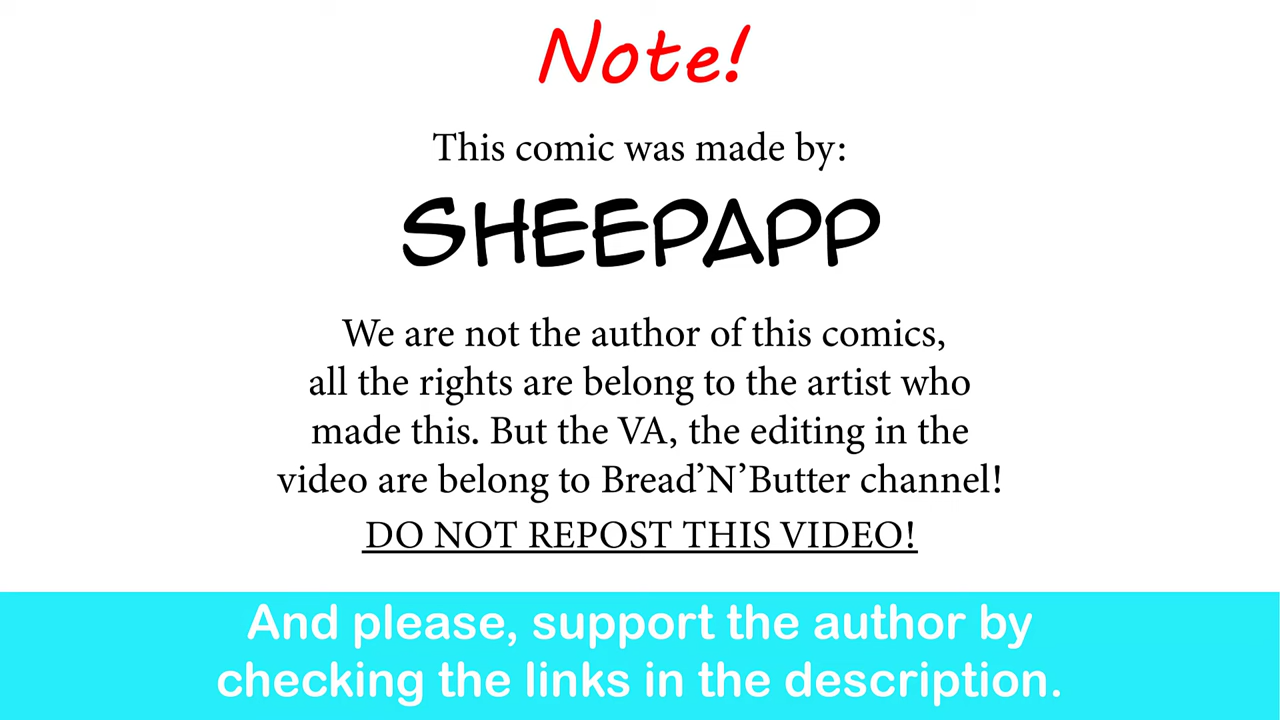 Note!
This comic was made by:
SHEEPAPP
We are not the author of this comics,
all the rights are belong to the artist who
made this. But the VA, the editing in the
video are belong to Bread’N’Butter channel!
DO NOT REPOST THIS VIDEO!
And please, support the author by
checking the links in the description.